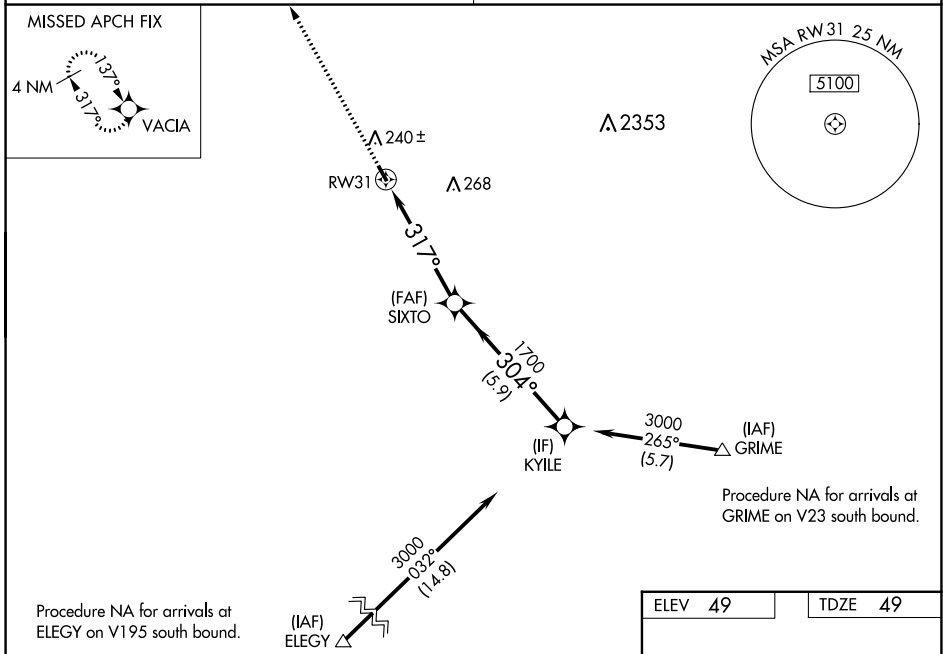 MISSED APCH FIX
4 NM
137°
317°
VACIA
MSA RW 31 25 NM
5100
240 ±
2353
RW31
268
317°
(FAF)
SIXTO
1700
304°
(5.9)
(IF)
KYILE
3000
265°
(5.7)
(IAF)
GRIME
Procedure NA for arrivals at
GRIME on V23 south bound.
3000
032°
(14.8)
(IAF)
ELEGY
Procedure NA for arrivals at
ELEGY on V195 south bound.
ELEV 49
TDZE 49